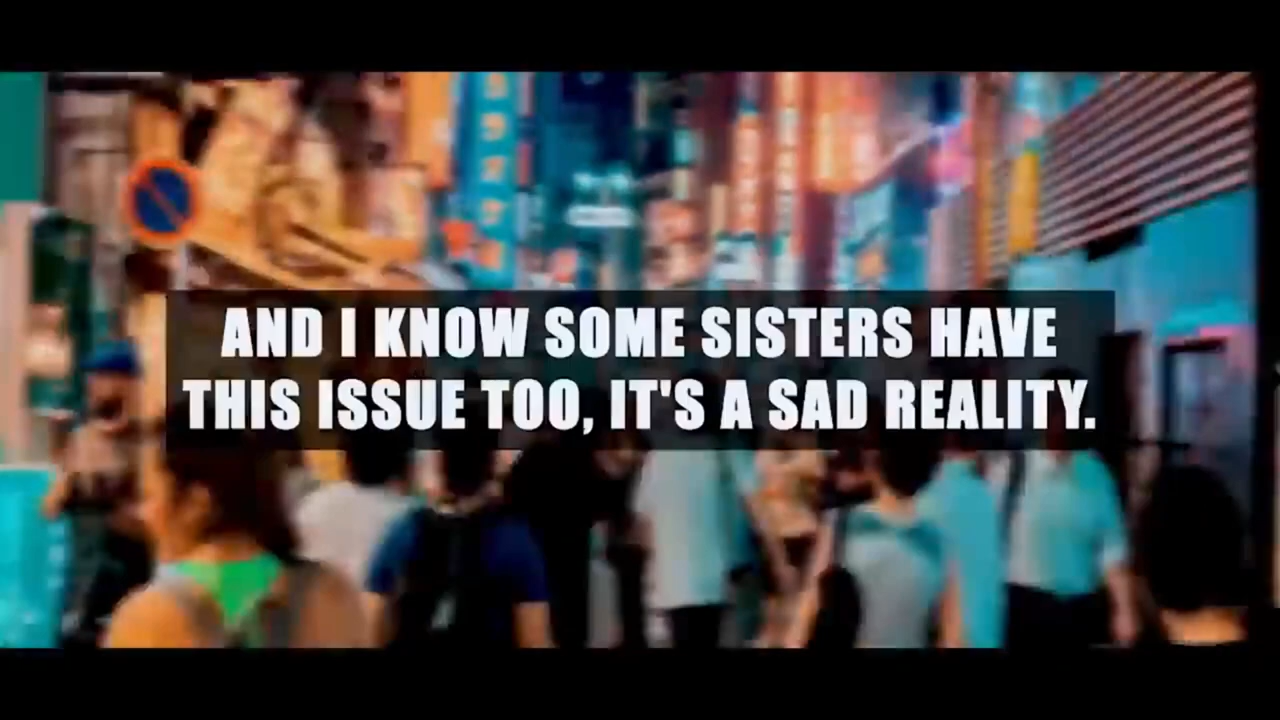 AND I KNOW SOME SISTERS HAVE
THIS ISSUE TOO, IT'S A SAD REALITY.